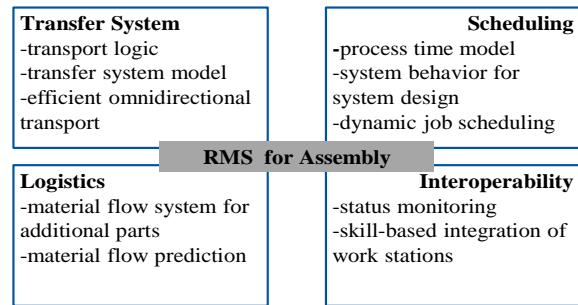 Transfer System
-transport logic
-transfer system model
-efficient omnidirectional
transport
Scheduling
-process time model
-system behavior for
system design
-dynamic job scheduling
RMS for Assembly
Logistics
-material flow system for
additional parts
-material flow prediction
Interoperability
-status monitoring
-skill-based integration of
work stations